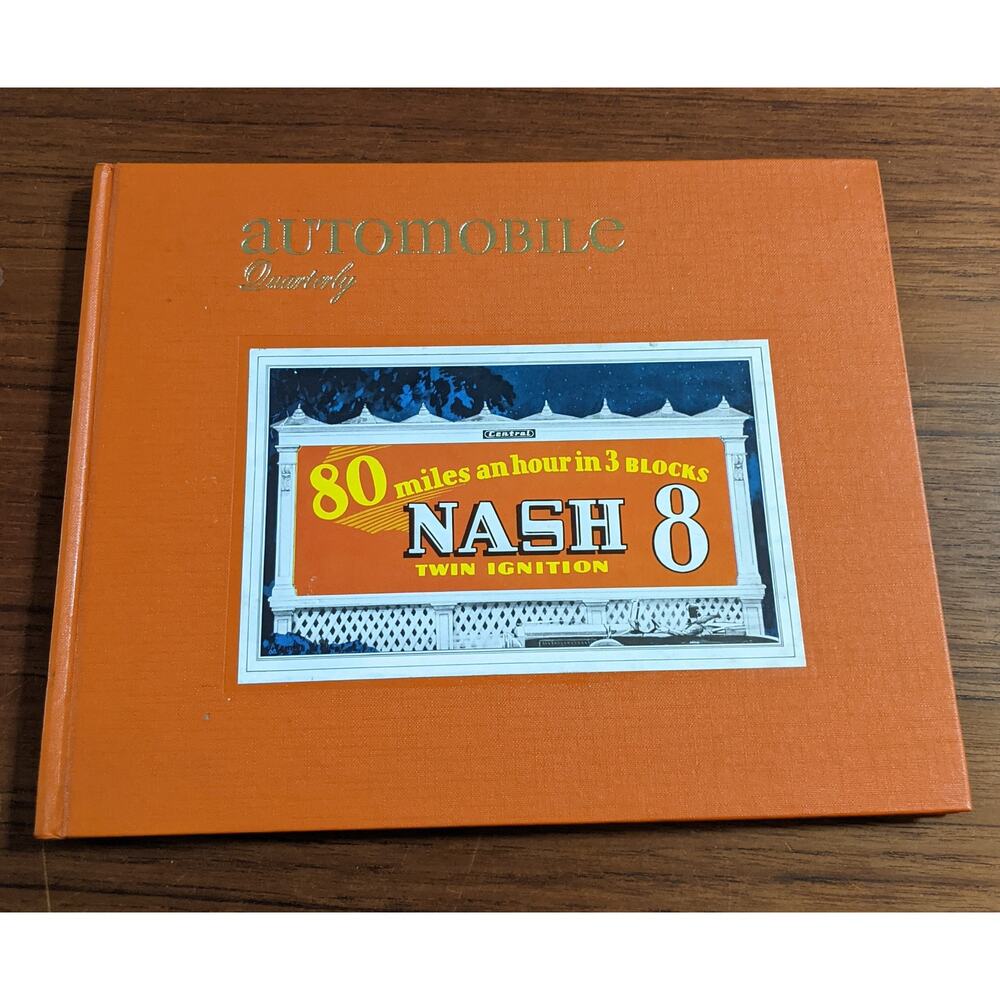 aUTomoBILe
Quarterly
Central
80 miles an hour in 3 BLOCKS
NASH 8
TWIN IGNITION